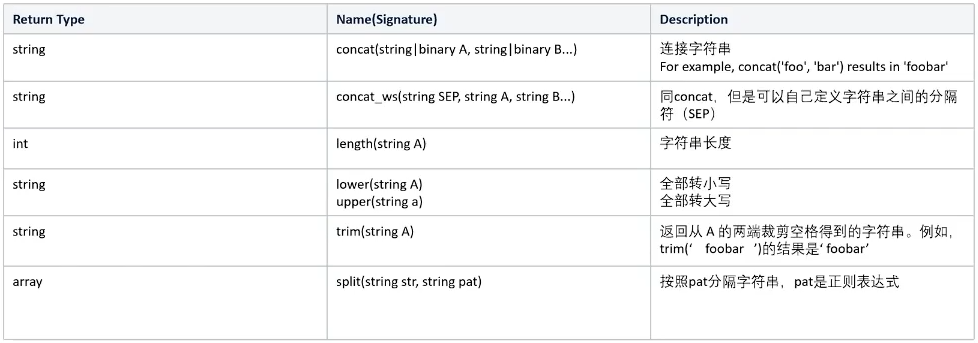 Return Type Name(Signature) Description
string concat(string|binary A, string|binary B...) 连接字符串
For example, concat('foo', 'bar') results in 'foobar'
string concat_ws(string SEP, string A, string B...) 同concat，但是可以自己定义字符串之间的分隔
符（SEP）
int length(string A) 字符串长度
string lower(string A) 全部转小写
upper(string a) 全部转大写
string trim(string A) 返回从 A 的两端裁剪空格得到的字符串。例如，
trim(‘ foobar ’)的结果是‘ foobar’
array split(string str, string pat) 按照pat分隔字符串，pat是正则表达式